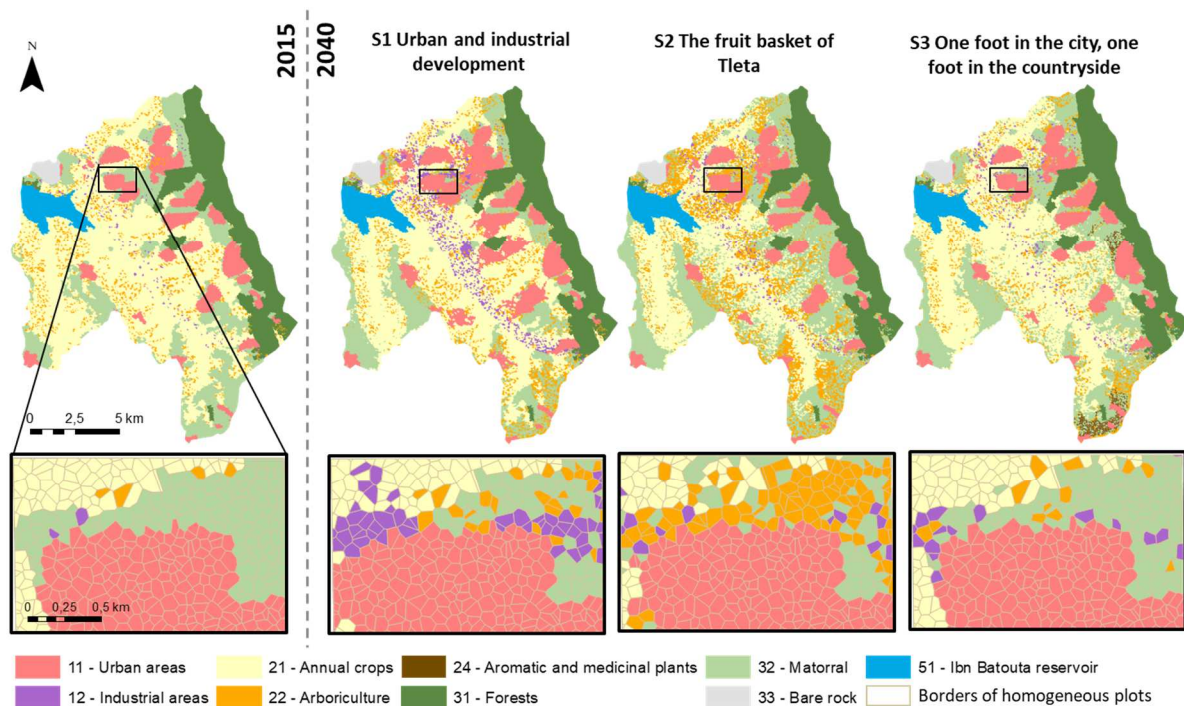 N
2015
2040
S1 Urban and industrial
development
S2 The fruit basket of
Tleta
S3 One foot in the city, one
foot in the countryside
0 2,5 5 km
0 0,25 0,5 km
11 - Urban areas
21 - Annual crops
24 - Aromatic and medicinal plants
32 - Matorral
51 - Ibn Batouta reservoir
12 - Industrial areas
22 - Arboriculture
31 - Forests
33 - Bare rock
Borders of homogeneous plots